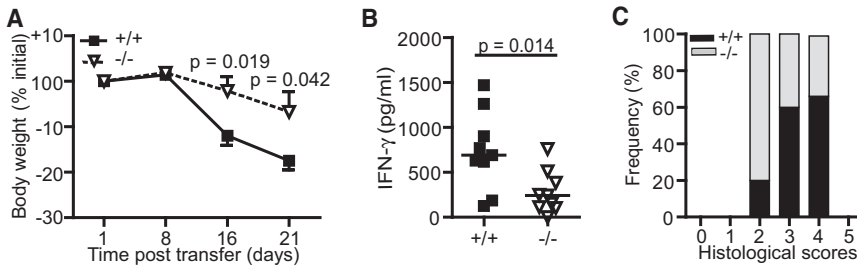 A
+/+
-/-
p = 0.019
p = 0.042
+10
100
-10
-20
-30
Body weight (% initial)
1 8 16 21
Time post transfer (days)
B
p = 0.014
2000
1500
1000
500
0
IFN-γ (pg/ml)
+/+ -/-
C
+/+
-/-
100
80
60
40
20
0
Frequency (%)
0 1 2 3 4 5
Histological scores